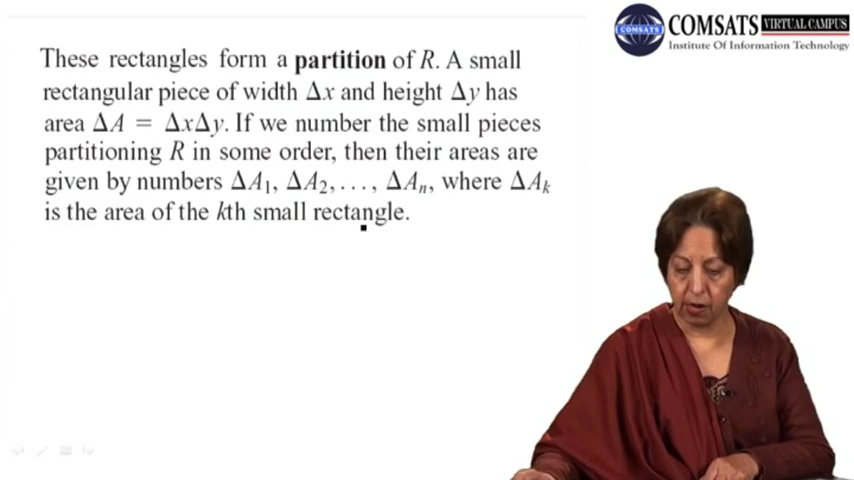 COMSATS VIRTUAL CAMPUS
Institute Of Information Technology
COMSATS
These rectangles form a partition of R. A small
rectangular piece of width Δx and height Δy has
area ΔA = ΔxΔy. If we number the small pieces
partitioning R in some order, then their areas are
given by numbers ΔA₁, ΔA₂, . . . , ΔAₙ, where ΔAₖ
is the area of the kth small rectangle.